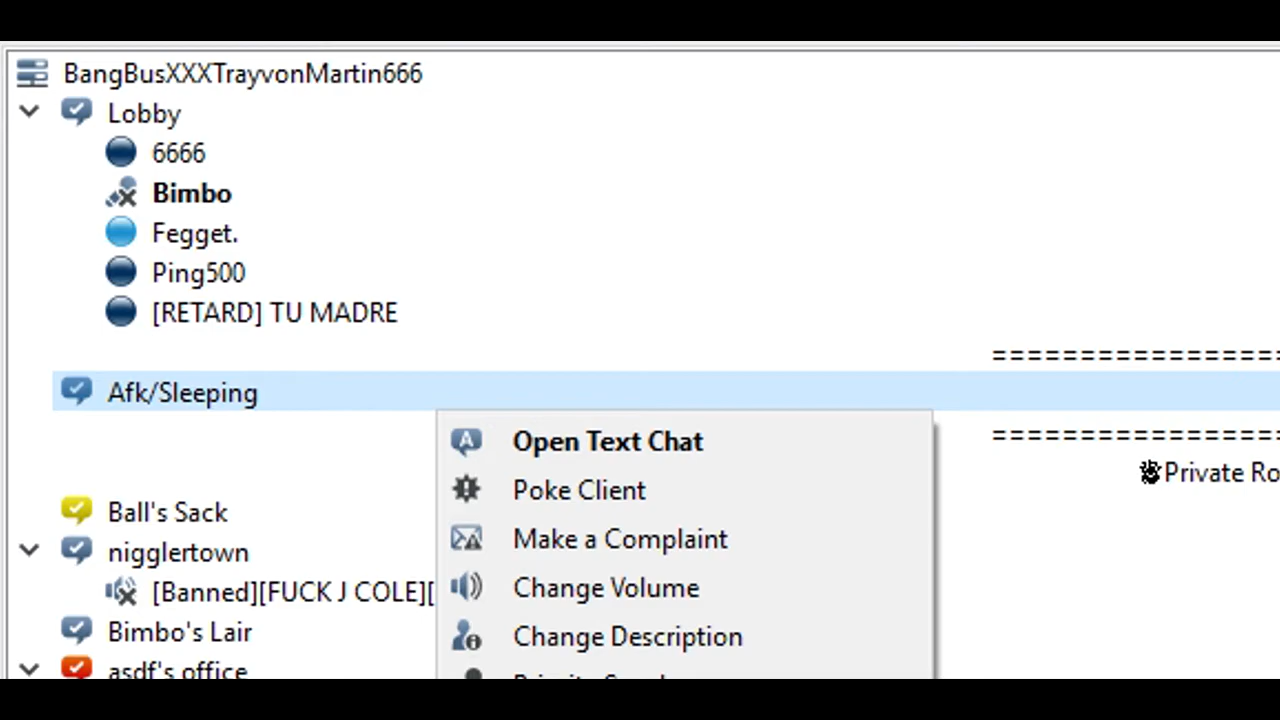 BangBusXXXTrayvonMartin666
Lobby
6666
Bimbo
Fegget.
Ping500
[RETARD] TU MADRE
=================
Afk/Sleeping
Open Text Chat
=================
Poke Client
Private Ro
Ball's Sack
Make a Complaint
nigglertown
Change Volume
[Banned][FUCK J COLE][
Bimbo's Lair
Change Description
asdf's office